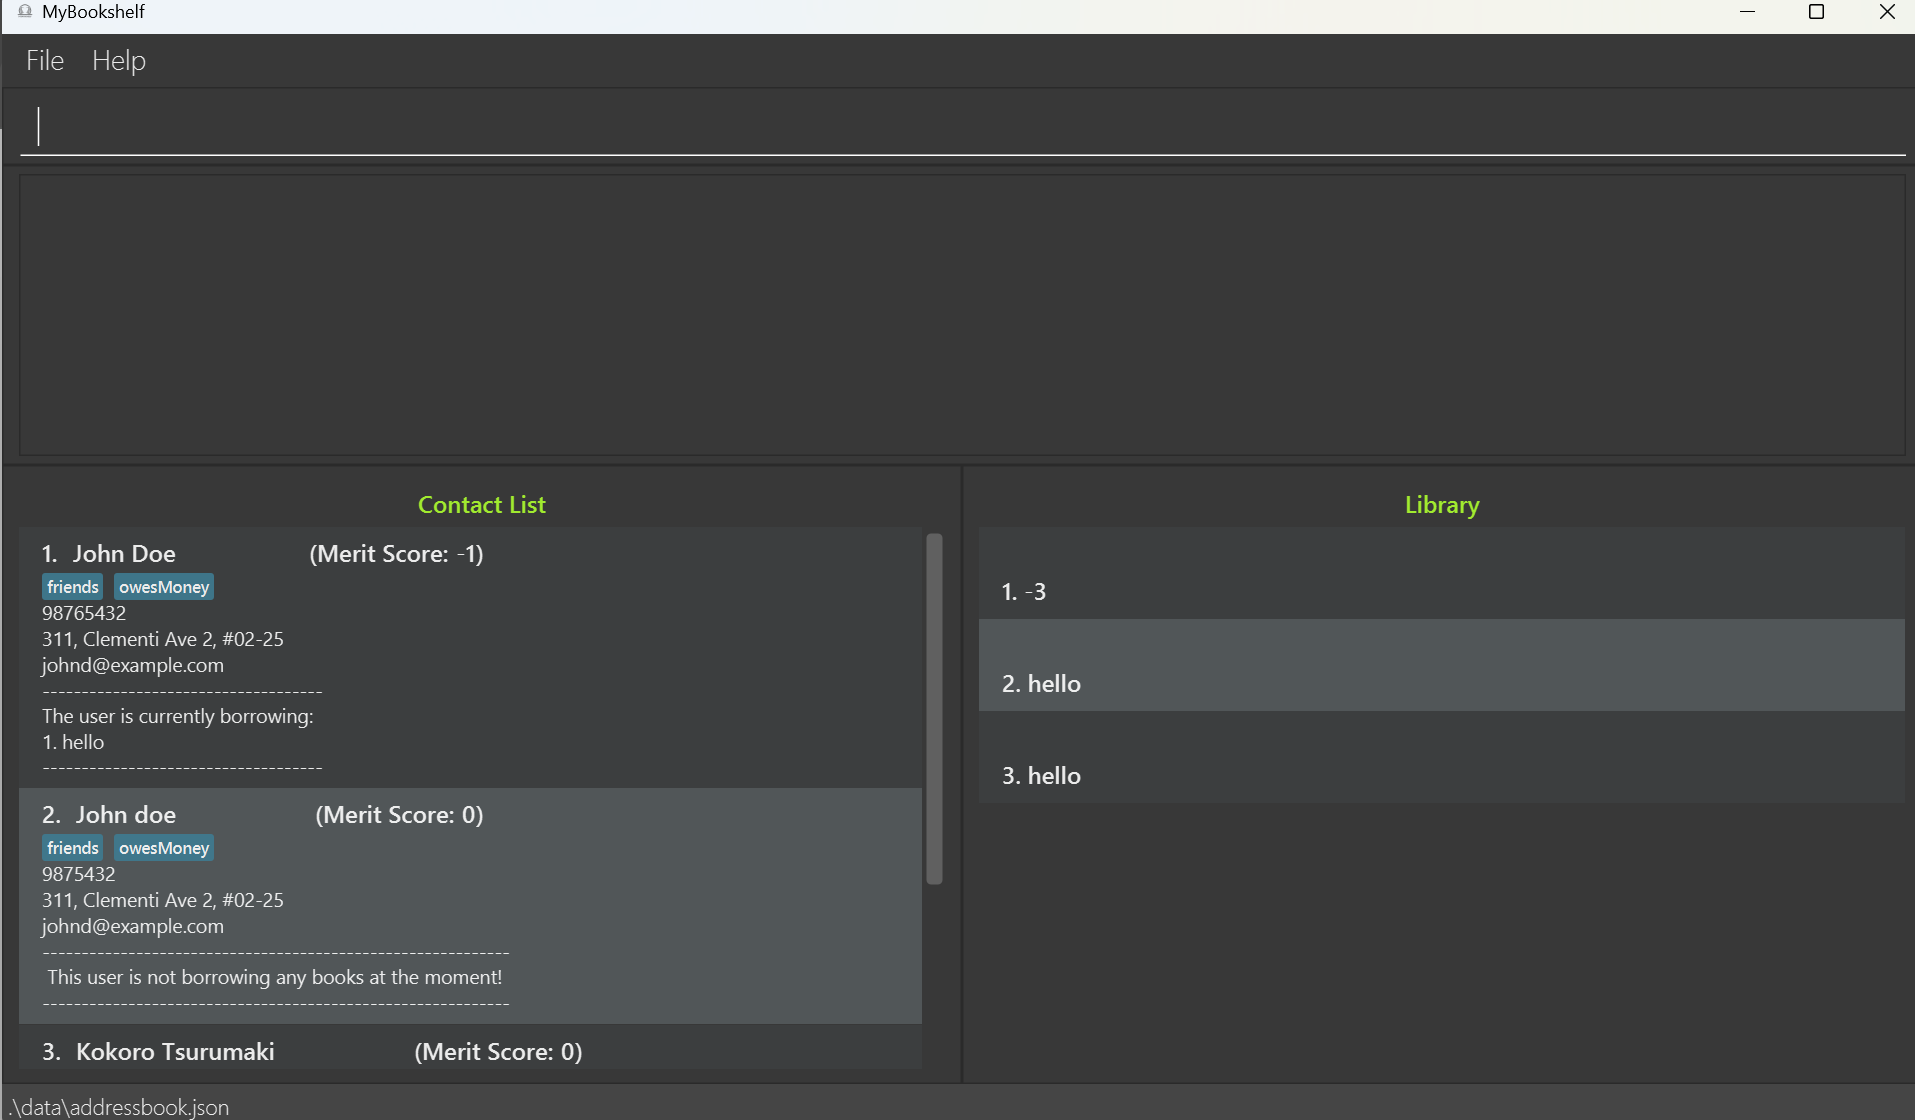 MyBookshelf
File Help
Contact List
1. John Doe (Merit Score: -1)
friends owesMoney
98765432
311, Clementi Ave 2, #02-25
johnd@example.com
------------------------------------
The user is currently borrowing:
1. hello
------------------------------------
2. John doe (Merit Score: 0)
friends owesMoney
9875432
311, Clementi Ave 2, #02-25
johnd@example.com
------------------------------------------------------------
This user is not borrowing any books at the moment!
------------------------------------------------------------
3. Kokoro Tsurumaki (Merit Score: 0)
Library
1. -3
2. hello
3. hello
.\data\addressbook.json